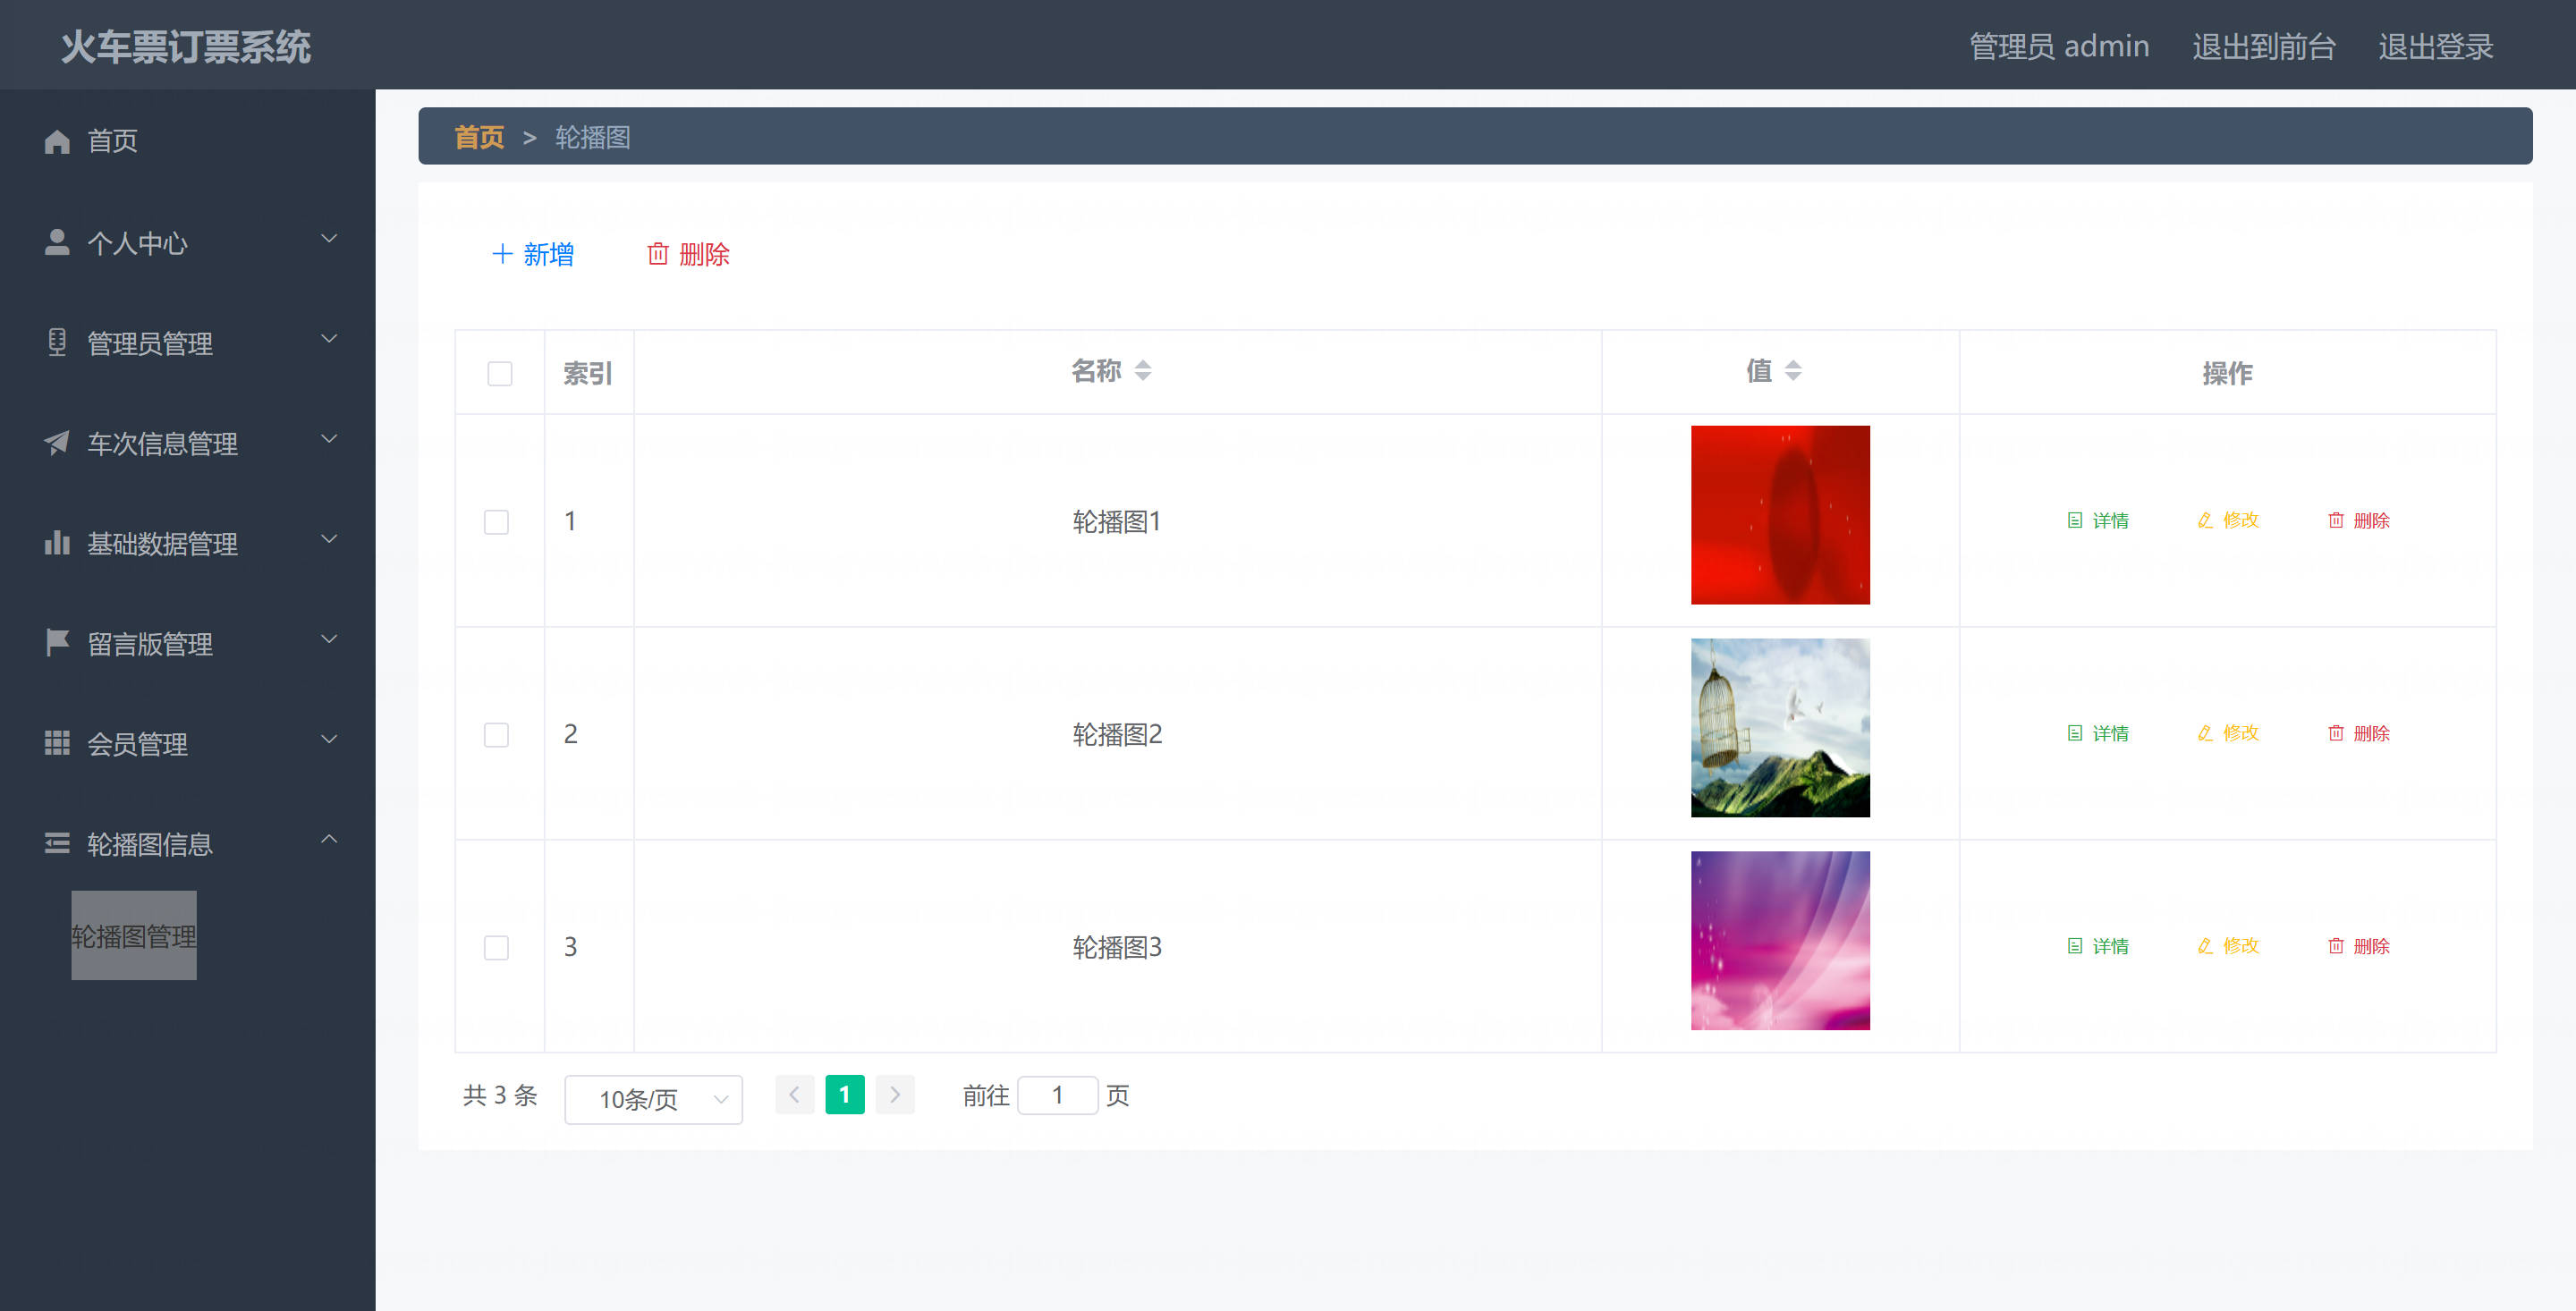 火车票订票系统
管理员 admin 退出到前台 退出登录
首页
个人中心
管理员管理
车次信息管理
基础数据管理
留言版管理
会员管理
轮播图信息
轮播图管理
首页 > 轮播图
新增 删除
索引 名称 值 操作
1 轮播图1 详情 修改 删除
2 轮播图2 详情 修改 删除
3 轮播图3 详情 修改 删除
共 3 条 10条/页 1 前往 1 页